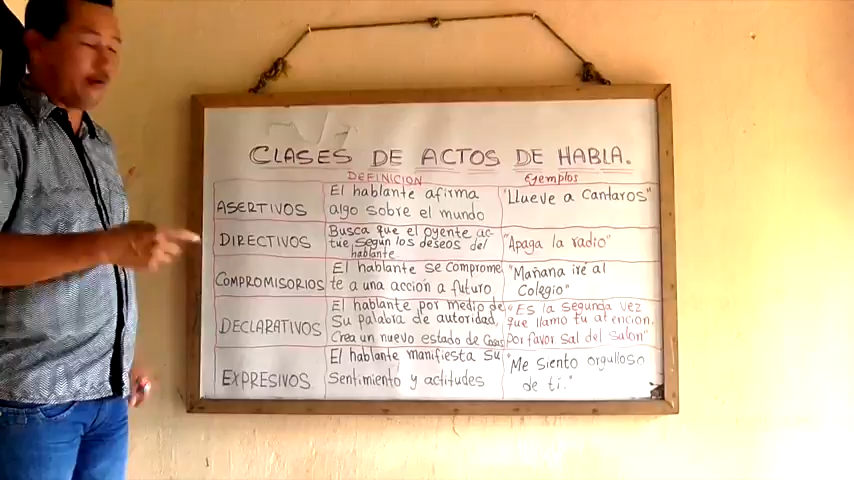 CLASES DE ACTOS DE HABLA.
DEFINICION
Ejemplos
ASERTIVOS
El hablante afirma
algo sobre el mundo
"Llueve a Cantaros"
DIRECTIVOS
Busca que el oyente ac-
túe según los deseos del
hablante
"Apaga la radio"
COMPROMISORIOS
El hablante se comprome
te a una acción a futuro
"Mañana iré al
Colegio"
DECLARATIVOS
El hablante por medio de
Su palabra de autoridad,
Crea un nuevo estado de Cosas
"Es la Segunda vez
que llamo tu atencion,
por favor sal del salon"
EXPRESIVOS
El hablante manifiesta su
Sentimiento y actitudes
"Me siento orgulloso
de tí."